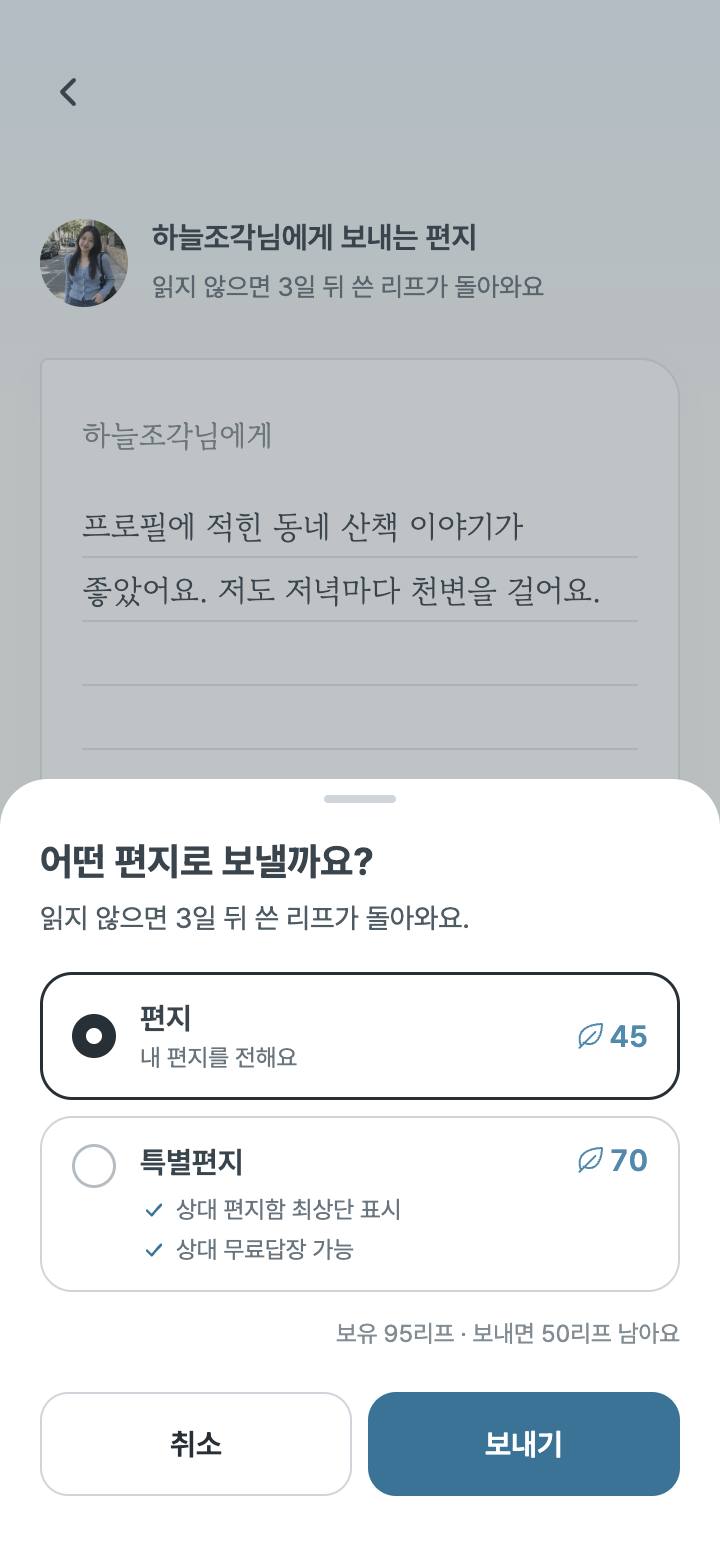 하늘조각님에게 보내는 편지
읽지 않으면 3일 뒤 쓴 리프가 돌아와요
하늘조각님에게
프로필에 적힌 동네 산책 이야기가
좋았어요. 저도 저녁마다 천변을 걸어요.
어떤 편지로 보낼까요?
읽지 않으면 3일 뒤 쓴 리프가 돌아와요.
편지
내 편지를 전해요
45
특별편지
70
상대 편지함 최상단 표시
상대 무료답장 가능
보유 95리프 · 보내면 50리프 남아요
취소
보내기